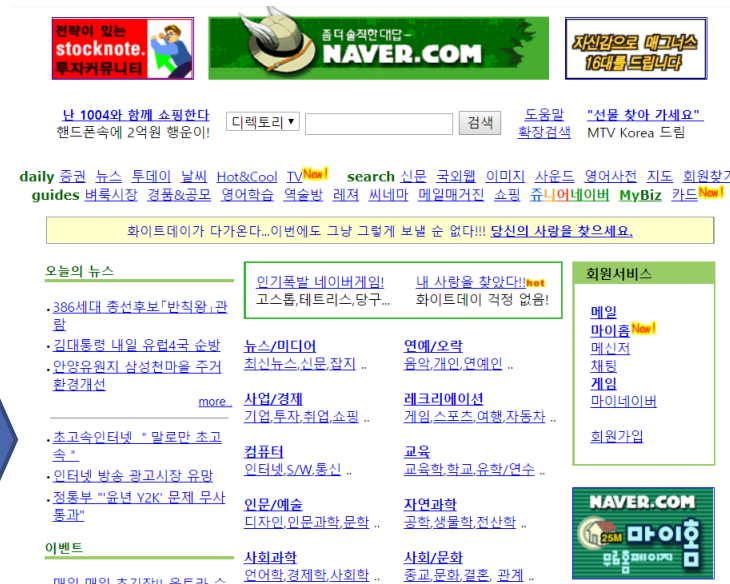 전략이 있는
stocknote.
투자커뮤니티
좀 더 솔직한 대답 -
NAVER.COM
자신감으로 매그너스
16대를 드립니다
난 1004와 함께 쇼핑한다
핸드폰속에 2억원 행운이!
디렉토리
검색
도움말
확장검색
"선물 찾아 가세요"
MTV Korea 드림
daily 증권 뉴스 투데이 날씨 Hot&Cool TV New! search 신문 국외웹 이미지 사운드 영어사전 지도 회원찾기
guides 벼룩시장 경품&공모 영어학습 역술방 레져 씨네마 메일매거진 쇼핑 쥬니어네이버 MyBiz 카드 New!
화이트데이가 다가온다...이번에도 그냥 그렇게 보낼 순 없다!!! 당신의 사랑을 찾으세요.
오늘의 뉴스
386세대 총선후보「반칙왕」관
람
김대통령 내일 유럽4국 순방
안양유원지 삼성천마을 주거
환경개선
more..
초고속인터넷 "말로만 초고
속"
인터넷 방송 광고시장 유망
정통부 "'윤년 Y2K' 문제 무사
통과"
이벤트
인기폭발 네이버게임!
고스톱,테트리스,당구...
내 사랑을 찾았다!! hot
화이트데이 걱정 없음!
뉴스/미디어
최신뉴스,신문,잡지 ..
연예/오락
음악,개인,연예인 ..
사업/경제
기업,투자,취업,쇼핑 ..
레크리에이션
게임,스포츠,여행,자동차 ..
컴퓨터
인터넷,S/W,통신 ..
교육
교육학,학교,유학/연수 ..
인문/예술
디자인,인문과학,문학 ..
자연과학
공학,생물학,전산학 ..
사회과학
언어학,경제학,사회학 ..
사회/문화
종교,문화,결혼, 관계 ..
회원서비스
메일
마이홈 New!
메신저
채팅
게임
마이네이버
회원가입
NAVER.COM
25M 마이홈
무료홈페이지